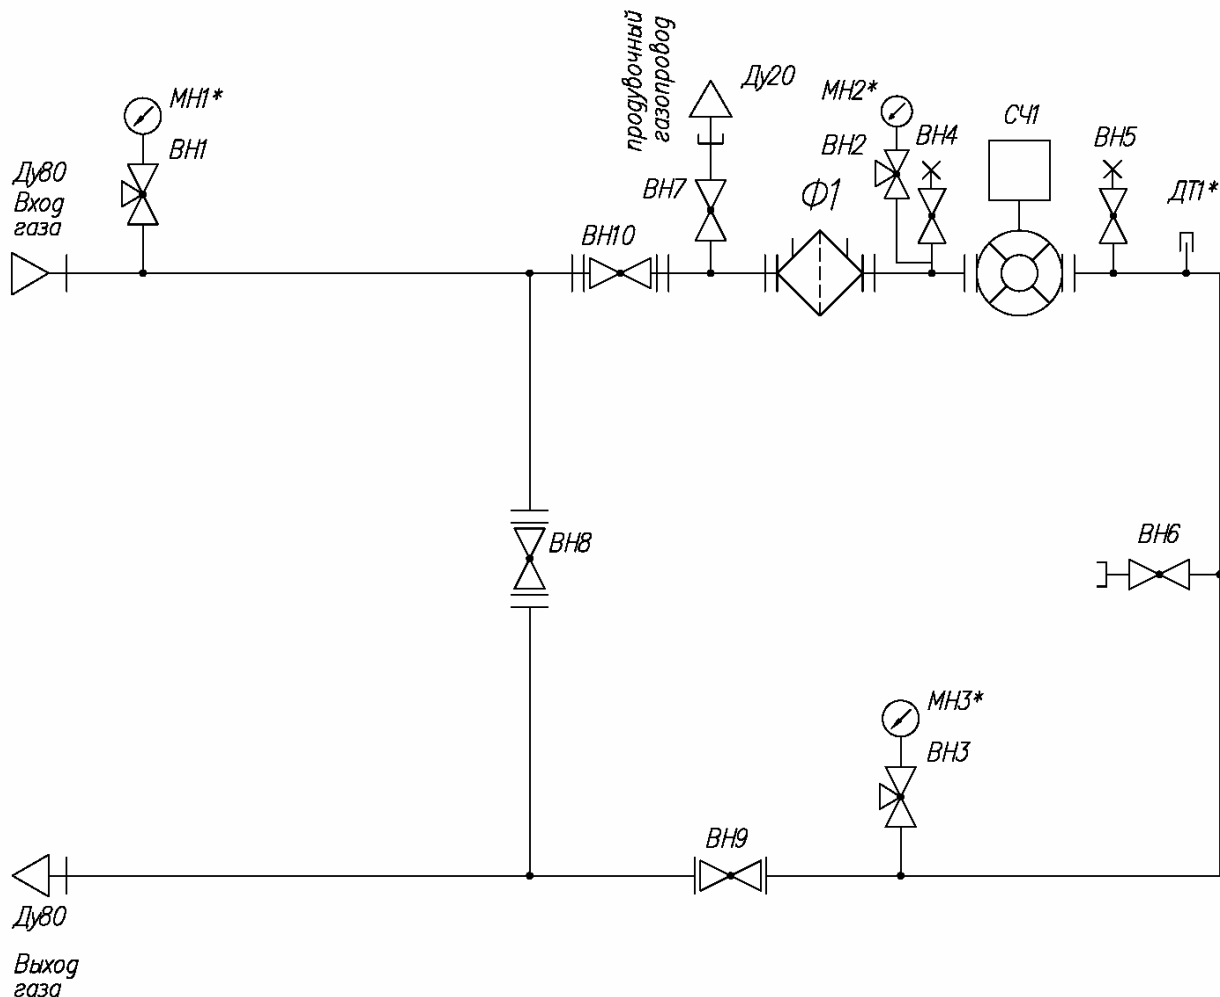 МН1*
ВН1
Ду80
Вход
газа
продувочный
газопровод
Ду20
ВН7
ВН10
Ф1
МН2*
ВН2
ВН4
СЧ1
ВН5
ДТ1*
ВН8
ВН6
МН3*
ВН3
ВН9
Ду80
Выход
газа